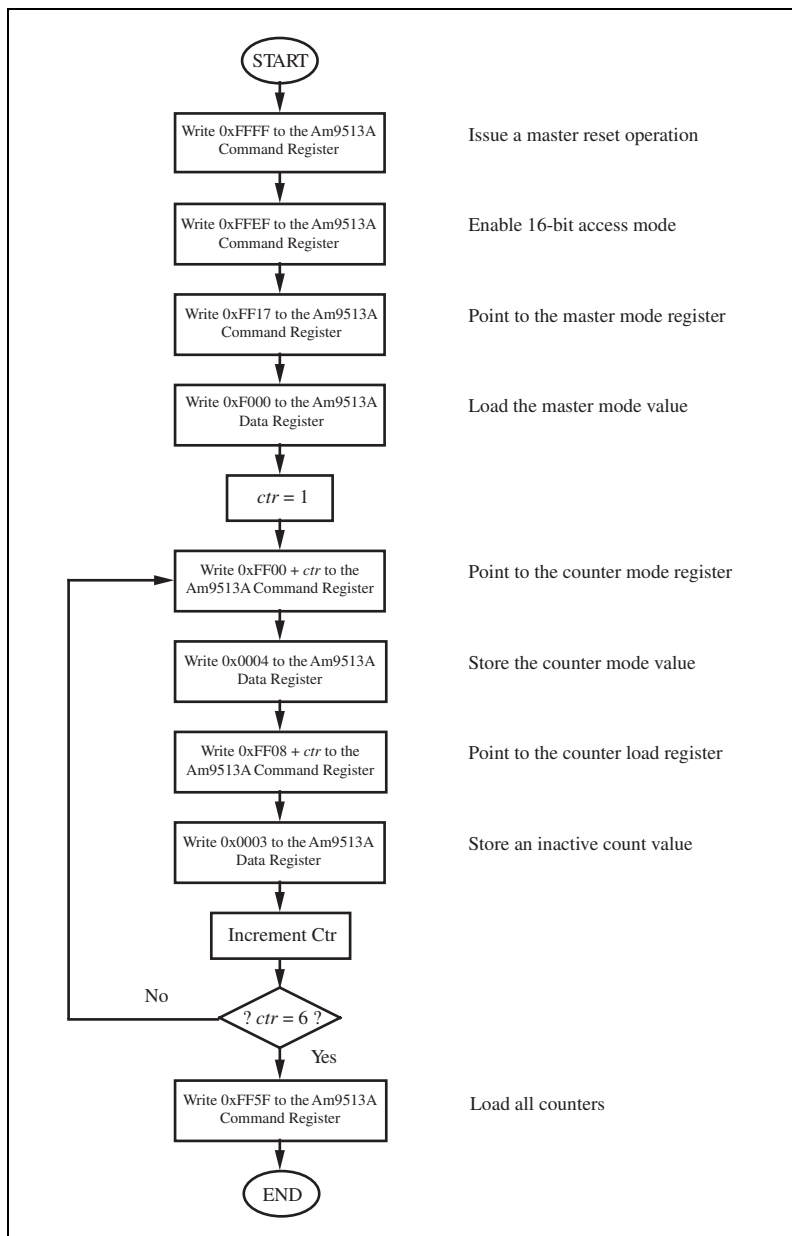 START
Write 0xFFFF to the Am9513A
Command Register
Issue a master reset operation
Write 0xFFEF to the Am9513A
Command Register
Enable 16-bit access mode
Write 0xFF17 to the Am9513A
Command Register
Point to the master mode register
Write 0xF000 to the Am9513A
Data Register
Load the master mode value
ctr = 1
Write 0xFF00 + ctr to the
Am9513A Command Register
Point to the counter mode register
Write 0x0004 to the Am9513A
Data Register
Store the counter mode value
Write 0xFF08 + ctr to the
Am9513A Command Register
Point to the counter load register
Write 0x0003 to the Am9513A
Data Register
Store an inactive count value
Increment Ctr
No
? ctr = 6 ?
Yes
Write 0xFF5F to the Am9513A
Command Register
Load all counters
END